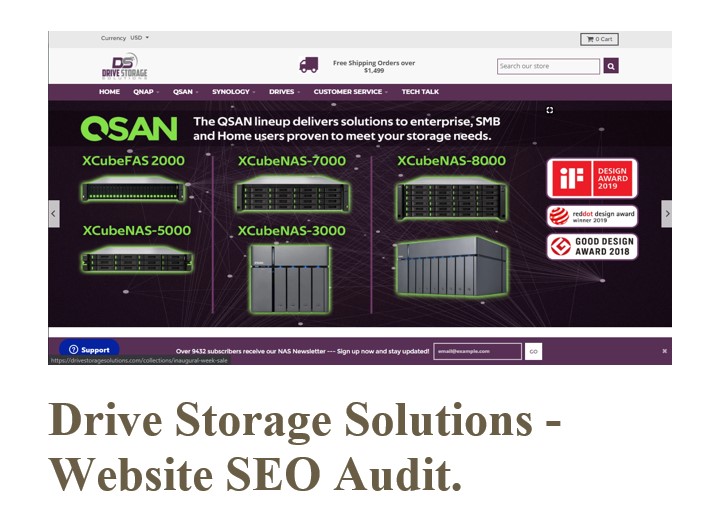 Currency USD
0 Cart
DS
DRIVE STORAGE
SOLUTIONS
Free Shipping Orders over
$1,499
Search our store
HOME QNAP QSAN SYNOLOGY DRIVES CUSTOMER SERVICE TECH TALK
QSAN
The QSAN lineup delivers solutions to enterprise, SMB
and Home users proven to meet your storage needs.
XCubeFAS 2000
XCubeNAS-7000
XCubeNAS-8000
iF
DESIGN
AWARD
2019
reddot design award
winner 2019
XCubeNAS-5000
XCubeNAS-3000
GOOD DESIGN
AWARD 2018
Support
Over 9432 subscribers receive our NAS Newsletter --- Sign up now and stay updated!
email@example.com
GO
https://drivestoragesolutions.com/collections/inaugural-week-sale
Drive Storage Solutions -
Website SEO Audit.